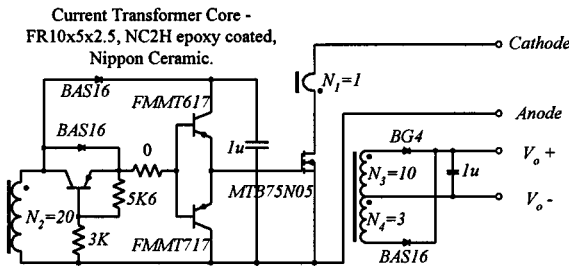 Current Transformer Core -
FR10x5x2.5, NC2H epoxy coated,
Nippon Ceramic.
Cathode
N1=1
BAS16
FMMT617
Anode
BAS16
BG4
0
1u
Vo +
N3=10
1u
MTB75N05
5K6
N2=20
Vo -
N4=3
3K
FMMT717
BAS16